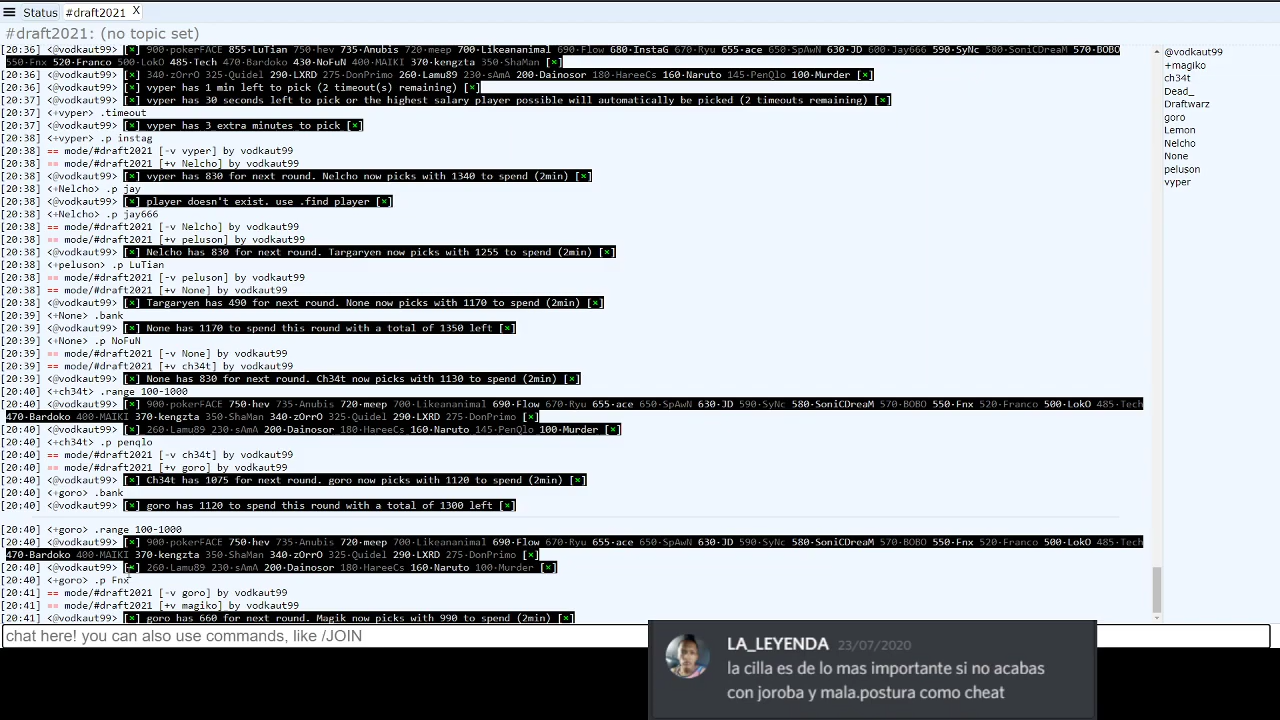 Status
#draft2021
X
#draft2021: (no topic set)
[20:36] <@vodkaut99> [×] 900·pokerFACE 855·LuTian 750·hev 735·Anubis 720·meep 700·Likeananimal 690·Flow 680·InstaG 670·Ryu 655·ace 650·SpAwN 630·JD 600·Jay666 590·SyNc 580·SoniCDreaM 570·BOBO
550·Fnx 520·Franco 500·LokO 485·Tech 470·Bardoko 430·NoFuN 400·MAIKI 370·kengzta 350·ShaMan [×]
[20:36] <@vodkaut99> [×] 340·zOrrO 325·Quidel 290·LXRD 275·DonPrimo 260·Lamu89 230·sAmA 200·Dainosor 180·HareeCs 160·Naruto 145·PenQlo 100·Murder [×]
[20:36] <@vodkaut99> [×] vyper has 1 min left to pick (2 timeout(s) remaining) [×]
[20:36] <@vodkaut99> [×] vyper has 30 seconds left to pick or the highest salary player possible will automatically be picked (2 timeouts remaining) [×]
[20:37] <+vyper> .timeout
[20:37] <@vodkaut99> [×] vyper has 3 extra minutes to pick [×]
[20:38] <+vyper> .p instag
[20:38] == mode/#draft2021 [-v vyper] by vodkaut99
[20:38] == mode/#draft2021 [+v Nelcho] by vodkaut99
[20:38] <@vodkaut99> [×] vyper has 830 for next round. Nelcho now picks with 1340 to spend (2min) [×]
[20:38] <+Nelcho> .p jay
[20:38] <@vodkaut99> [×] player doesn't exist. use .find player [×]
[20:38] <+Nelcho> .p jay666
[20:38] == mode/#draft2021 [-v Nelcho] by vodkaut99
[20:38] == mode/#draft2021 [+v peluson] by vodkaut99
[20:38] <@vodkaut99> [×] Nelcho has 830 for next round. Targaryen now picks with 1255 to spend (2min) [×]
[20:38] <+peluson> .p LuTian
[20:38] == mode/#draft2021 [-v peluson] by vodkaut99
[20:38] == mode/#draft2021 [+v None] by vodkaut99
[20:38] <@vodkaut99> [×] Targaryen has 490 for next round. None now picks with 1170 to spend (2min) [×]
[20:39] <+None> .bank
[20:39] <@vodkaut99> [×] None has 1170 to spend this round with a total of 1350 left [×]
[20:39] <+None> .p NoFuN
[20:39] == mode/#draft2021 [-v None] by vodkaut99
[20:39] == mode/#draft2021 [+v ch34t] by vodkaut99
[20:39] <@vodkaut99> [×] None has 830 for next round. Ch34t now picks with 1130 to spend (2min) [×]
[20:40] <+ch34t> .range 100-1000
[20:40] <@vodkaut99> [×] 900·pokerFACE 750·hev 735·Anubis 720·meep 700·Likeananimal 690·Flow 670·Ryu 655·ace 650·SpAwN 630·JD 590·SyNc 580·SoniCDreaM 570·BOBO 550·Fnx 520·Franco 500·LokO 485·Tech
470·Bardoko 400·MAIKI 370·kengzta 350·ShaMan 340·zOrrO 325·Quidel 290·LXRD 275·DonPrimo [×]
[20:40] <@vodkaut99> [×] 260·Lamu89 230·sAmA 200·Dainosor 180·HareeCs 160·Naruto 145·PenQlo 100·Murder [×]
[20:40] <+ch34t> .p penqlo
[20:40] == mode/#draft2021 [-v ch34t] by vodkaut99
[20:40] == mode/#draft2021 [+v goro] by vodkaut99
[20:40] <@vodkaut99> [×] Ch34t has 1075 for next round. goro now picks with 1120 to spend (2min) [×]
[20:40] <+goro> .bank
[20:40] <@vodkaut99> [×] goro has 1120 to spend this round with a total of 1300 left [×]
[20:40] <+goro> .range 100-1000
[20:40] <@vodkaut99> [×] 900·pokerFACE 750·hev 735·Anubis 720·meep 700·Likeananimal 690·Flow 670·Ryu 655·ace 650·SpAwN 630·JD 590·SyNc 580·SoniCDreaM 570·BOBO 550·Fnx 520·Franco 500·LokO 485·Tech
470·Bardoko 400·MAIKI 370·kengzta 350·ShaMan 340·zOrrO 325·Quidel 290·LXRD 275·DonPrimo [×]
[20:40] <@vodkaut99> [×] 260·Lamu89 230·sAmA 200·Dainosor 180·HareeCs 160·Naruto 100·Murder [×]
[20:40] <+goro> .p Fnx
[20:41] == mode/#draft2021 [-v goro] by vodkaut99
[20:41] == mode/#draft2021 [+v magiko] by vodkaut99
[20:41] <@vodkaut99> [×] goro has 660 for next round. Magik now picks with 990 to spend (2min) [×]
chat here! you can also use commands, like /JOIN
@vodkaut99
+magiko
ch34t
Dead_
Draftwarz
goro
Lemon
Nelcho
None
peluson
vyper
LA_LEYENDA 23/07/2020
la cilla es de lo mas importante si no acabas
con joroba y mala.postura como cheat